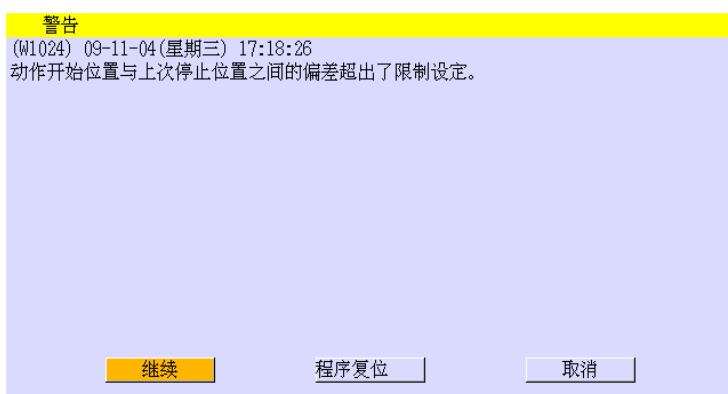 警告
(W1024) 09-11-04(星期三) 17:18:26
动作开始位置与上次停止位置之间的偏差超出了限制设定。
继续 程序复位 取消